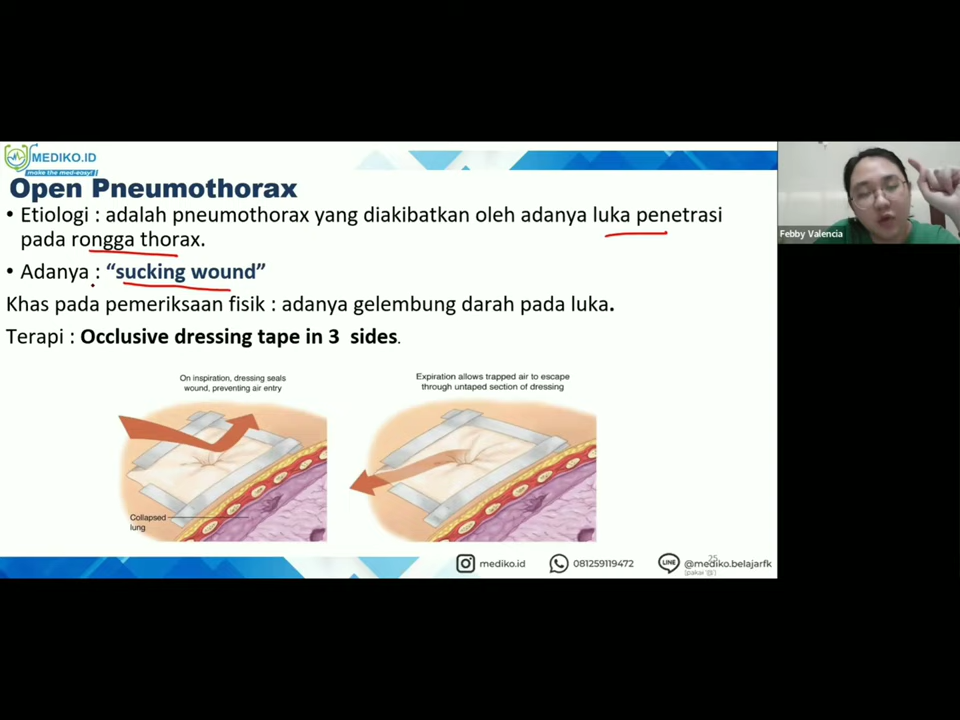 MEDIKO.ID
make the med-easy!
Open Pneumothorax
• Etiologi : adalah pneumothorax yang diakibatkan oleh adanya luka penetrasi
pada rongga thorax.
• Adanya : “sucking wound”
Khas pada pemeriksaan fisik : adanya gelembung darah pada luka.
Terapi : Occlusive dressing tape in 3 sides.
On inspiration, dressing seals
wound, preventing air entry
Expiration allows trapped air to escape
through untaped section of dressing
Collapsed
lung
mediko.id
081259119472
25
@mediko.belajarfk
(pakai '@')
Febby Valencia